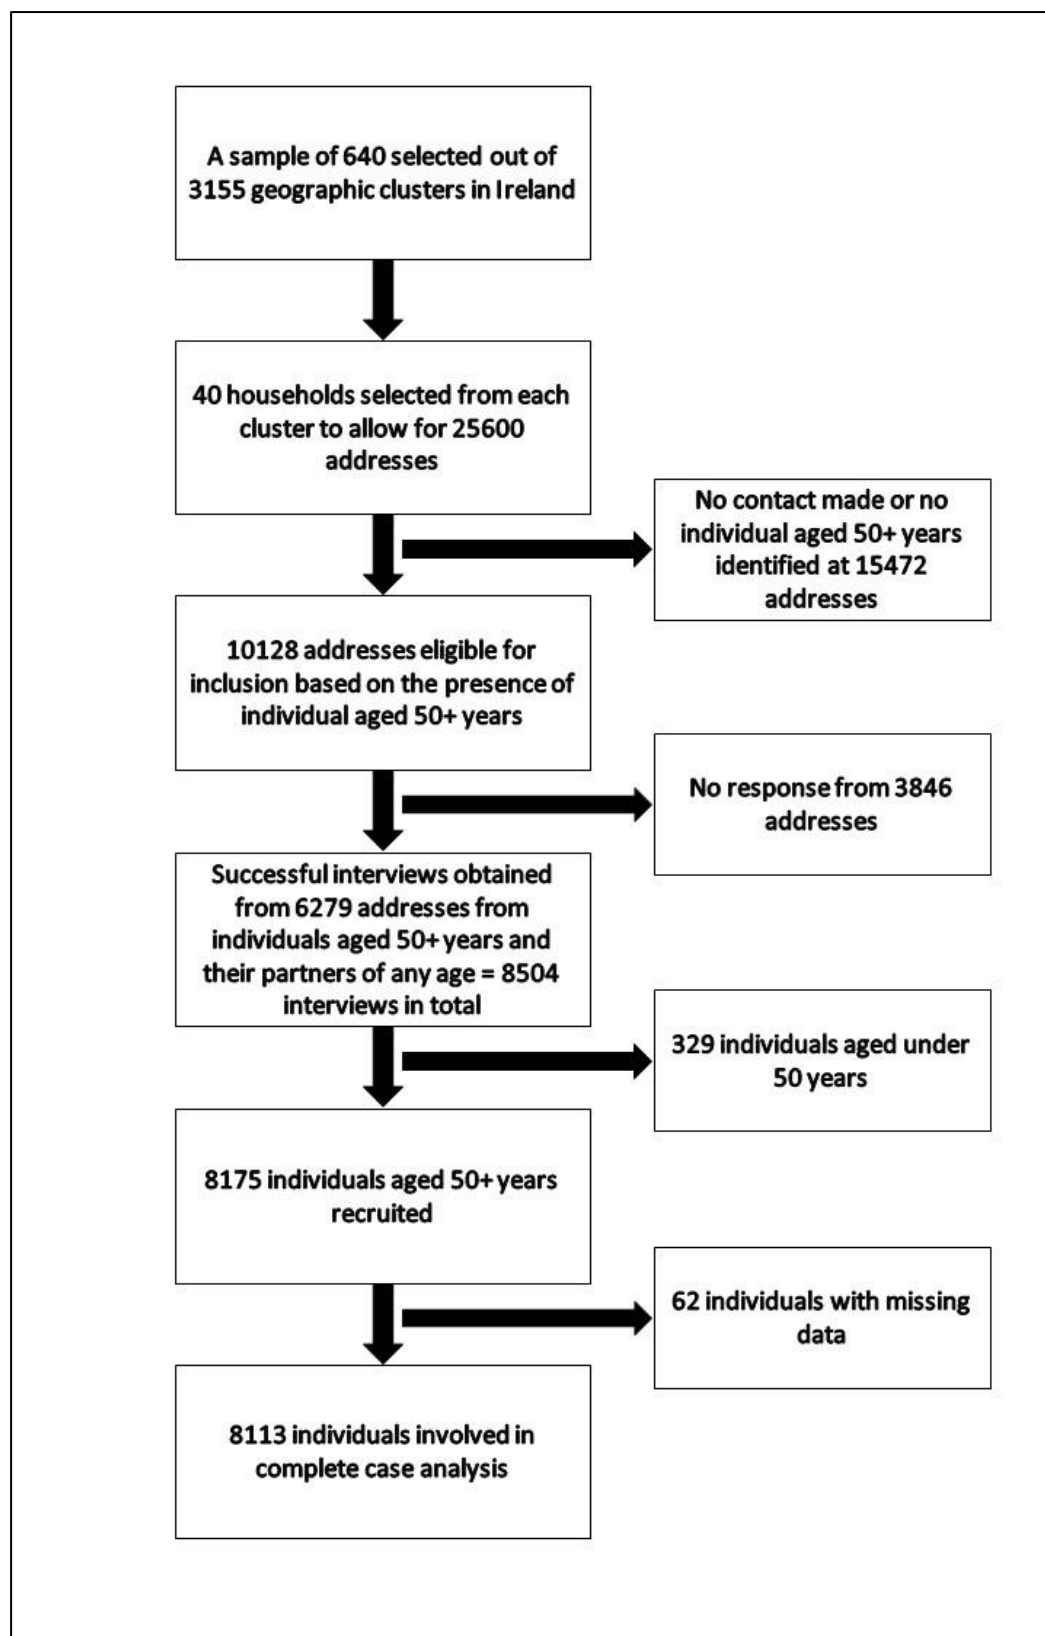 A sample of 640 selected out of
3155 geographic clusters in Ireland
40 households selected from each
cluster to allow for 25600
addresses
No contact made or no
individual aged 50+ years
identified at 15472
addresses
10128 addresses eligible for
inclusion based on the presence of
individual aged 50+ years
No response from 3846
addresses
Successful interviews obtained
from 6279 addresses from
individuals aged 50+ years and
their partners of any age = 8504
interviews in total
329 individuals aged under
50 years
8175 individuals aged 50+ years
recruited
62 individuals with missing
data
8113 individuals involved in
complete case analysis